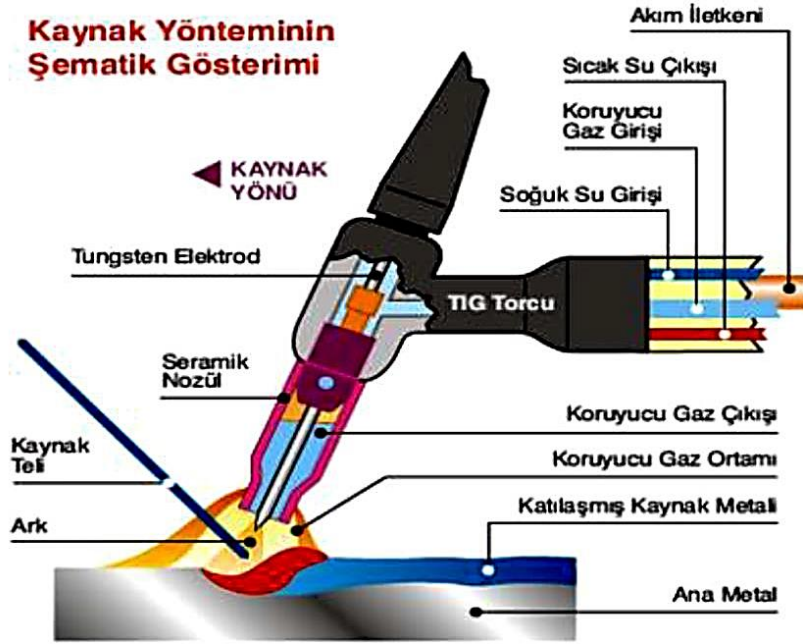 Kaynak Yönteminin
Şematik Gösterimi
Akım İletkeni
Sıcak Su Çıkışı
Koruyucu
Gaz Girişi
Soğuk Su Girişi
KAYNAK
YÖNÜ
Tungsten Elektrod
TIG Torcu
Seramik
Nozül
Koruyucu Gaz Çıkışı
Kaynak
Teli
Koruyucu Gaz Ortamı
Ark
Katılaşmış Kaynak Metali
Ana Metal